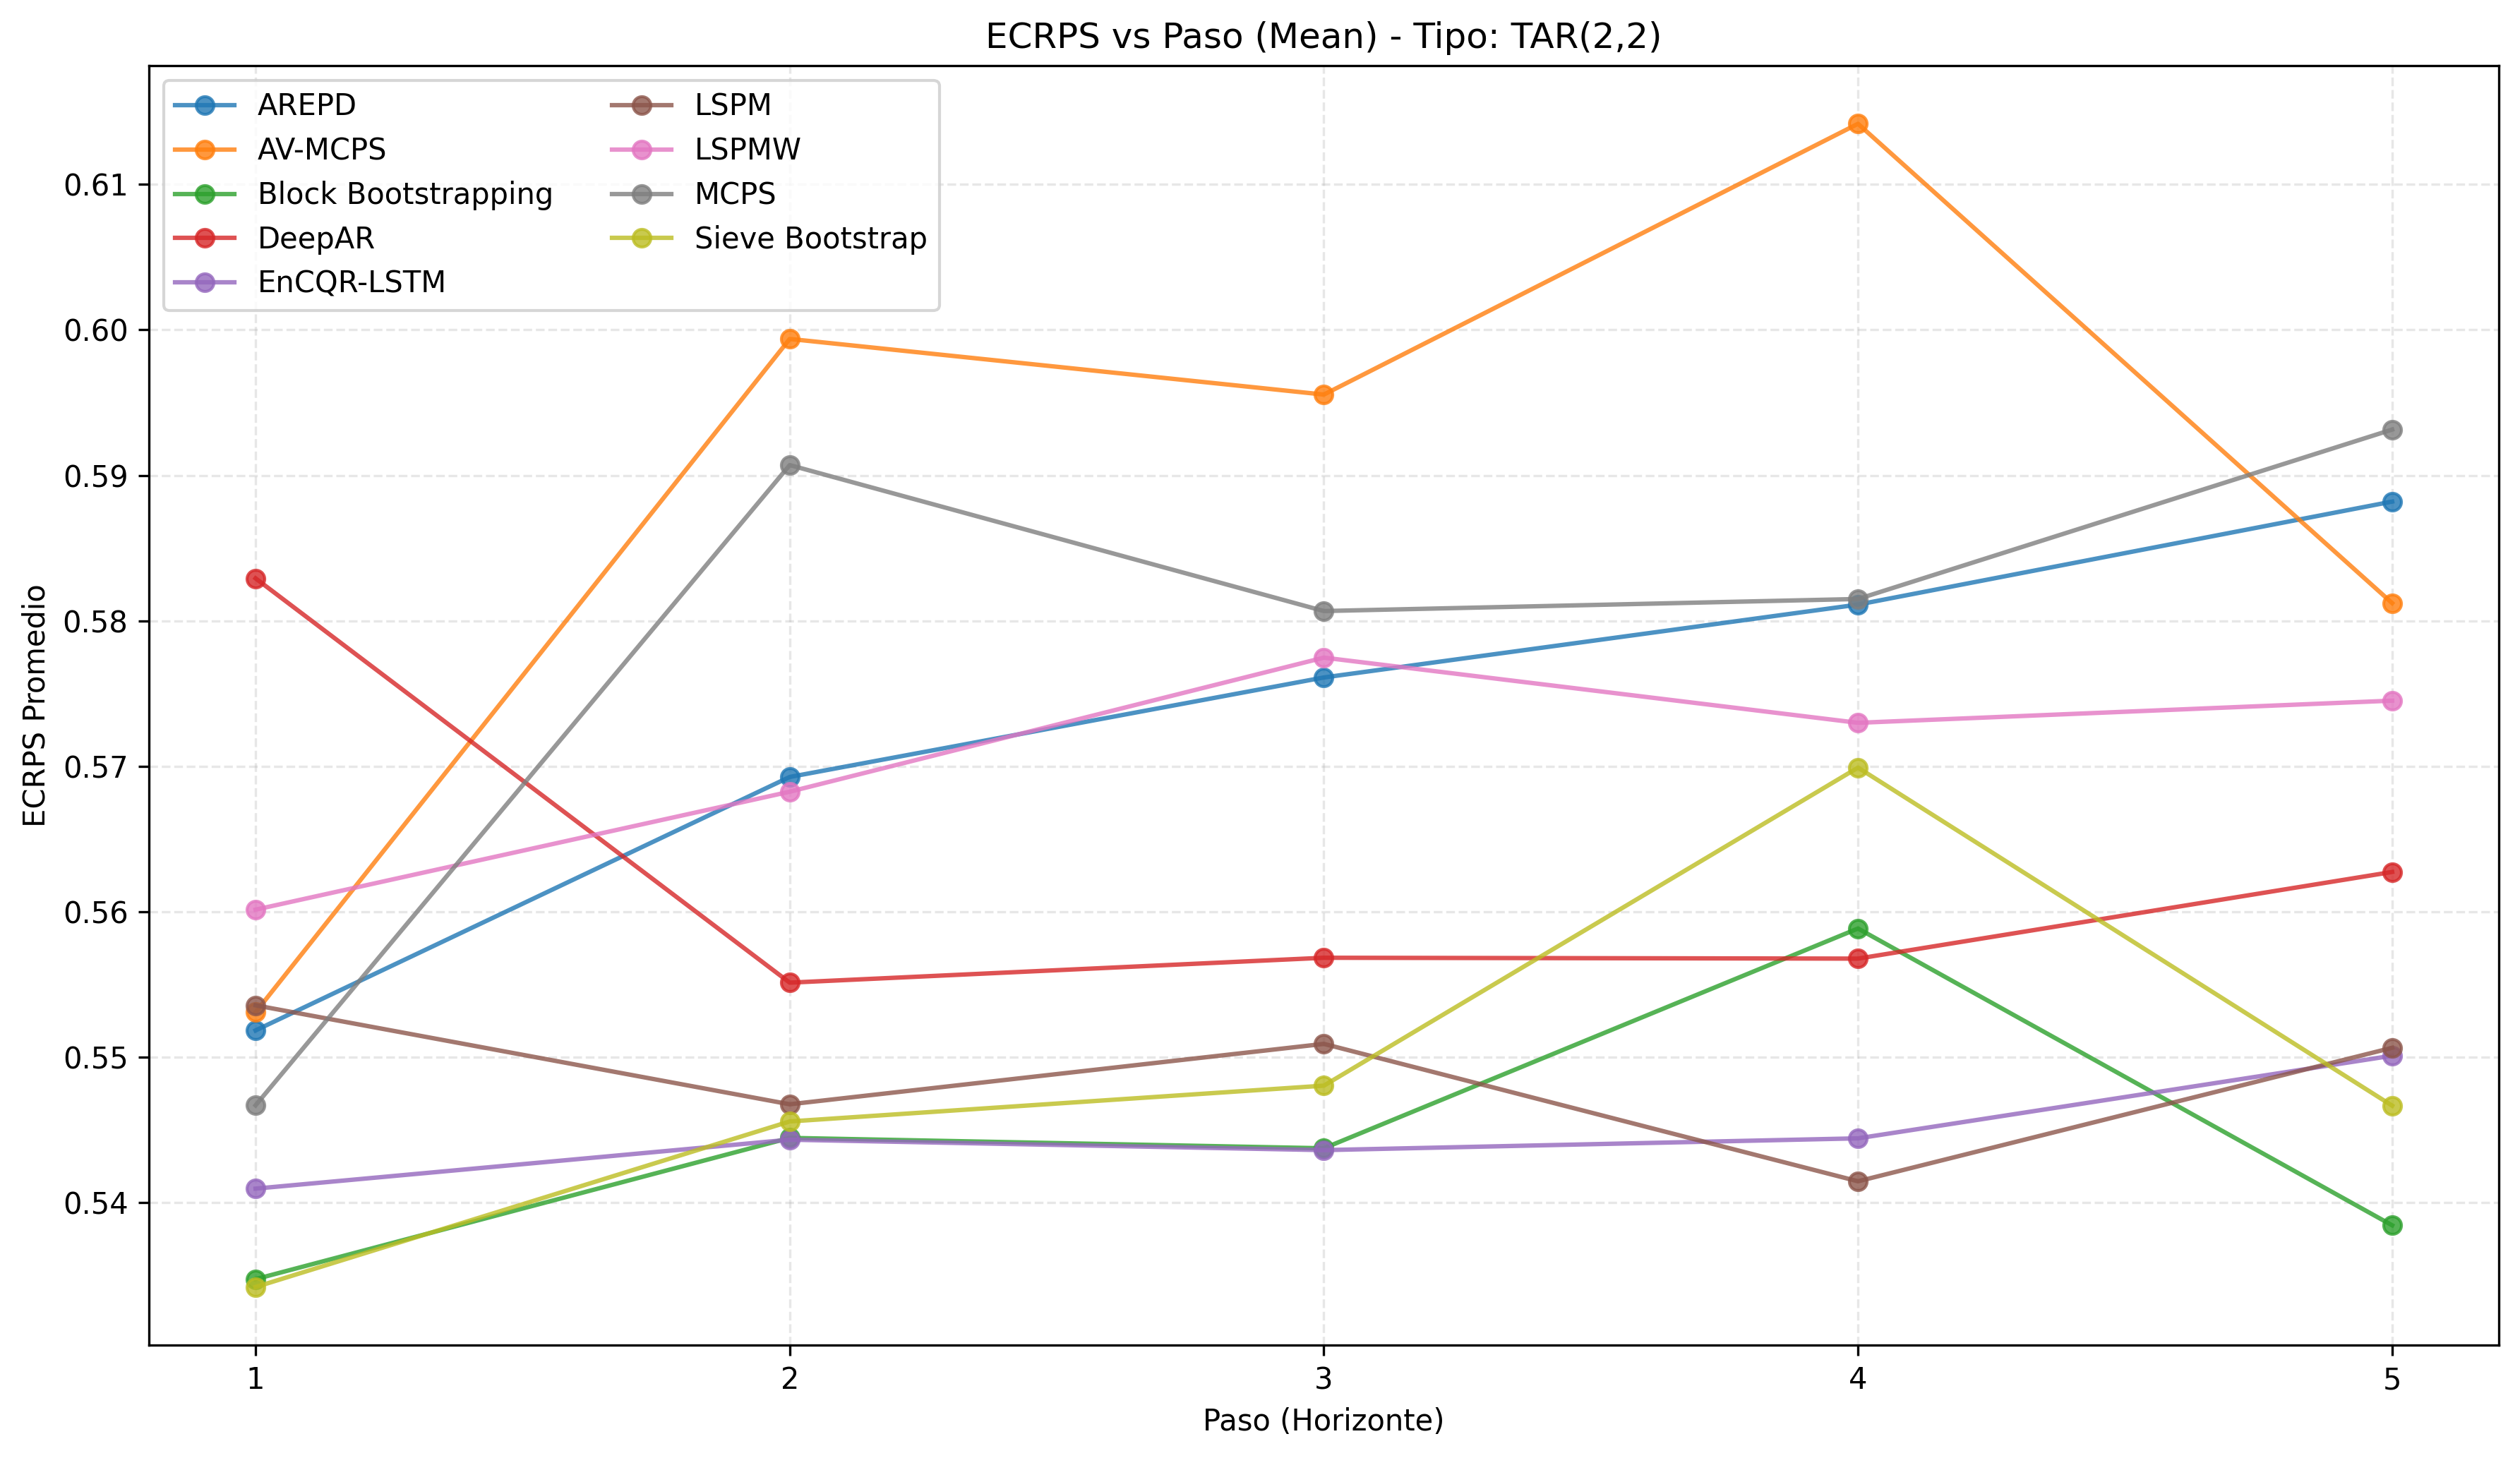 ECRPS vs Paso (Mean) - Tipo: TAR(2,2)
AREPD
AV-MCPS
Block Bootstrapping
DeepAR
EnCQR-LSTM
LSPM
LSPMW
MCPS
Sieve Bootstrap
ECRPS Promedio
0.61
0.60
0.59
0.58
0.57
0.56
0.55
0.54
1 2 3 4 5
Paso (Horizonte)